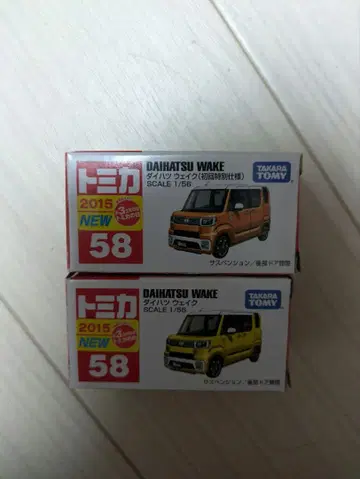 トミカ
2015
NEW
58
DAIHATSU WAKE
ダイハツ ウェイク(初回特別仕様)
SCALE 1/56
TAKARA
TOMY
サスペンション/後部ドア開閉
トミカ
2015
NEW
58
DAIHATSU WAKE
ダイハツ ウェイク
SCALE 1/56
TAKARA
TOMY
サスペンション/後部ドア開閉